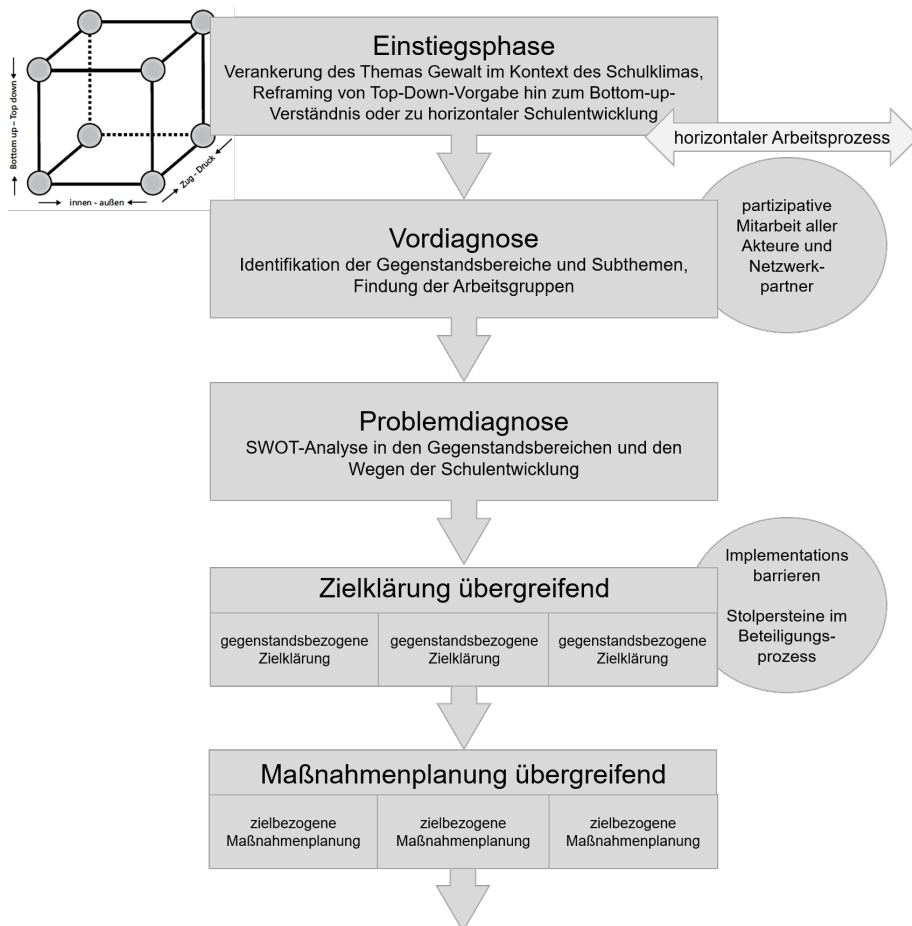 Bottom up – Top down
innen - außen
Zug - Druck
Einstiegsphase
Verankerung des Themas Gewalt im Kontext des Schulklimas,
Reframing von Top-Down-Vorgabe hin zum Bottom-up-
Verständnis oder zu horizontaler Schulentwicklung
horizontaler Arbeitsprozess
Vordiagnose
Identifikation der Gegenstandsbereiche und Subthemen,
Findung der Arbeitsgruppen
partizipative
Mitarbeit aller
Akteure und
Netzwerk-
partner
Problemdiagnose
SWOT-Analyse in den Gegenstandsbereichen und den
Wegen der Schulentwicklung
Zielklärung übergreifend
gegenstandsbezogene
Zielklärung
gegenstandsbezogene
Zielklärung
gegenstandsbezogene
Zielklärung
Implementations
barrieren
Stolpersteine im
Beteiligungs-
prozess
Maßnahmenplanung übergreifend
zielbezogene
Maßnahmenplanung
zielbezogene
Maßnahmenplanung
zielbezogene
Maßnahmenplanung